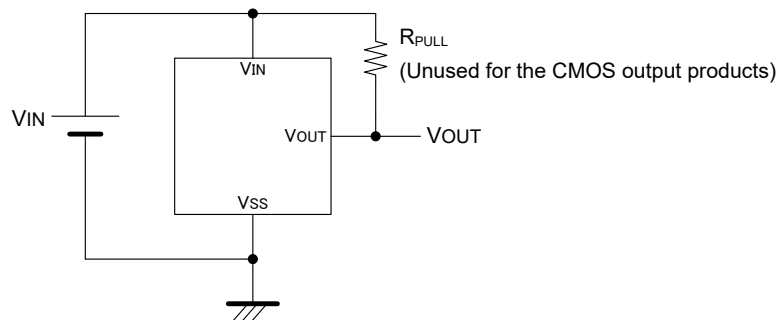 RPULL
(Unused for the CMOS output products)
VIN
VIN
VOUT
VOUT
VSS